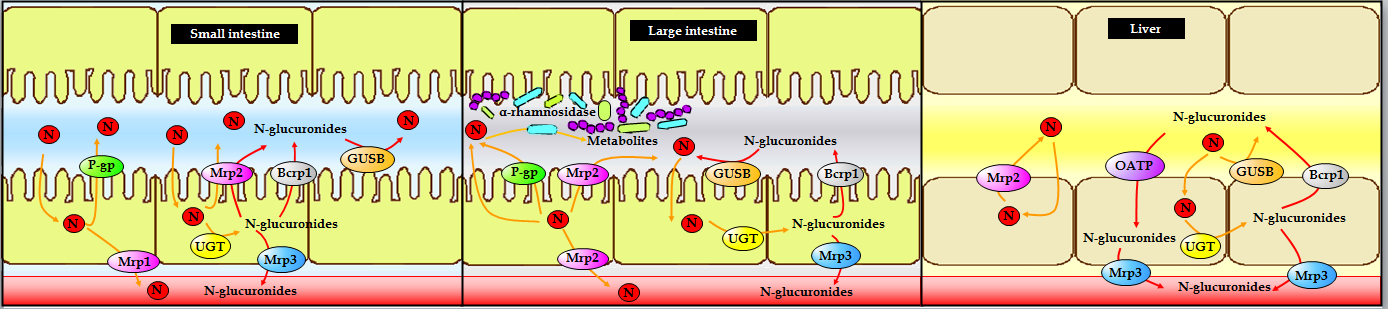 Small intestine
N
N
N
N
N
N-glucuronides
P-gp
Mrp2
Bcrp1
GUSB
N
N
N-glucuronides
UGT
Mrp1
Mrp3
N
N-glucuronides
Large intestine
α-rhamnosidase
N
Metabolites
N
N-glucuronides
P-gp
Mrp2
GUSB
Bcrp1
N
N
N-glucuronides
UGT
Mrp2
Mrp3
N
N-glucuronides
Liver
N-glucuronides
N
N
OATP
Mrp2
GUSB
Bcrp1
N
N
N-glucuronides
N-glucuronides
UGT
Mrp3
Mrp3
N-glucuronides